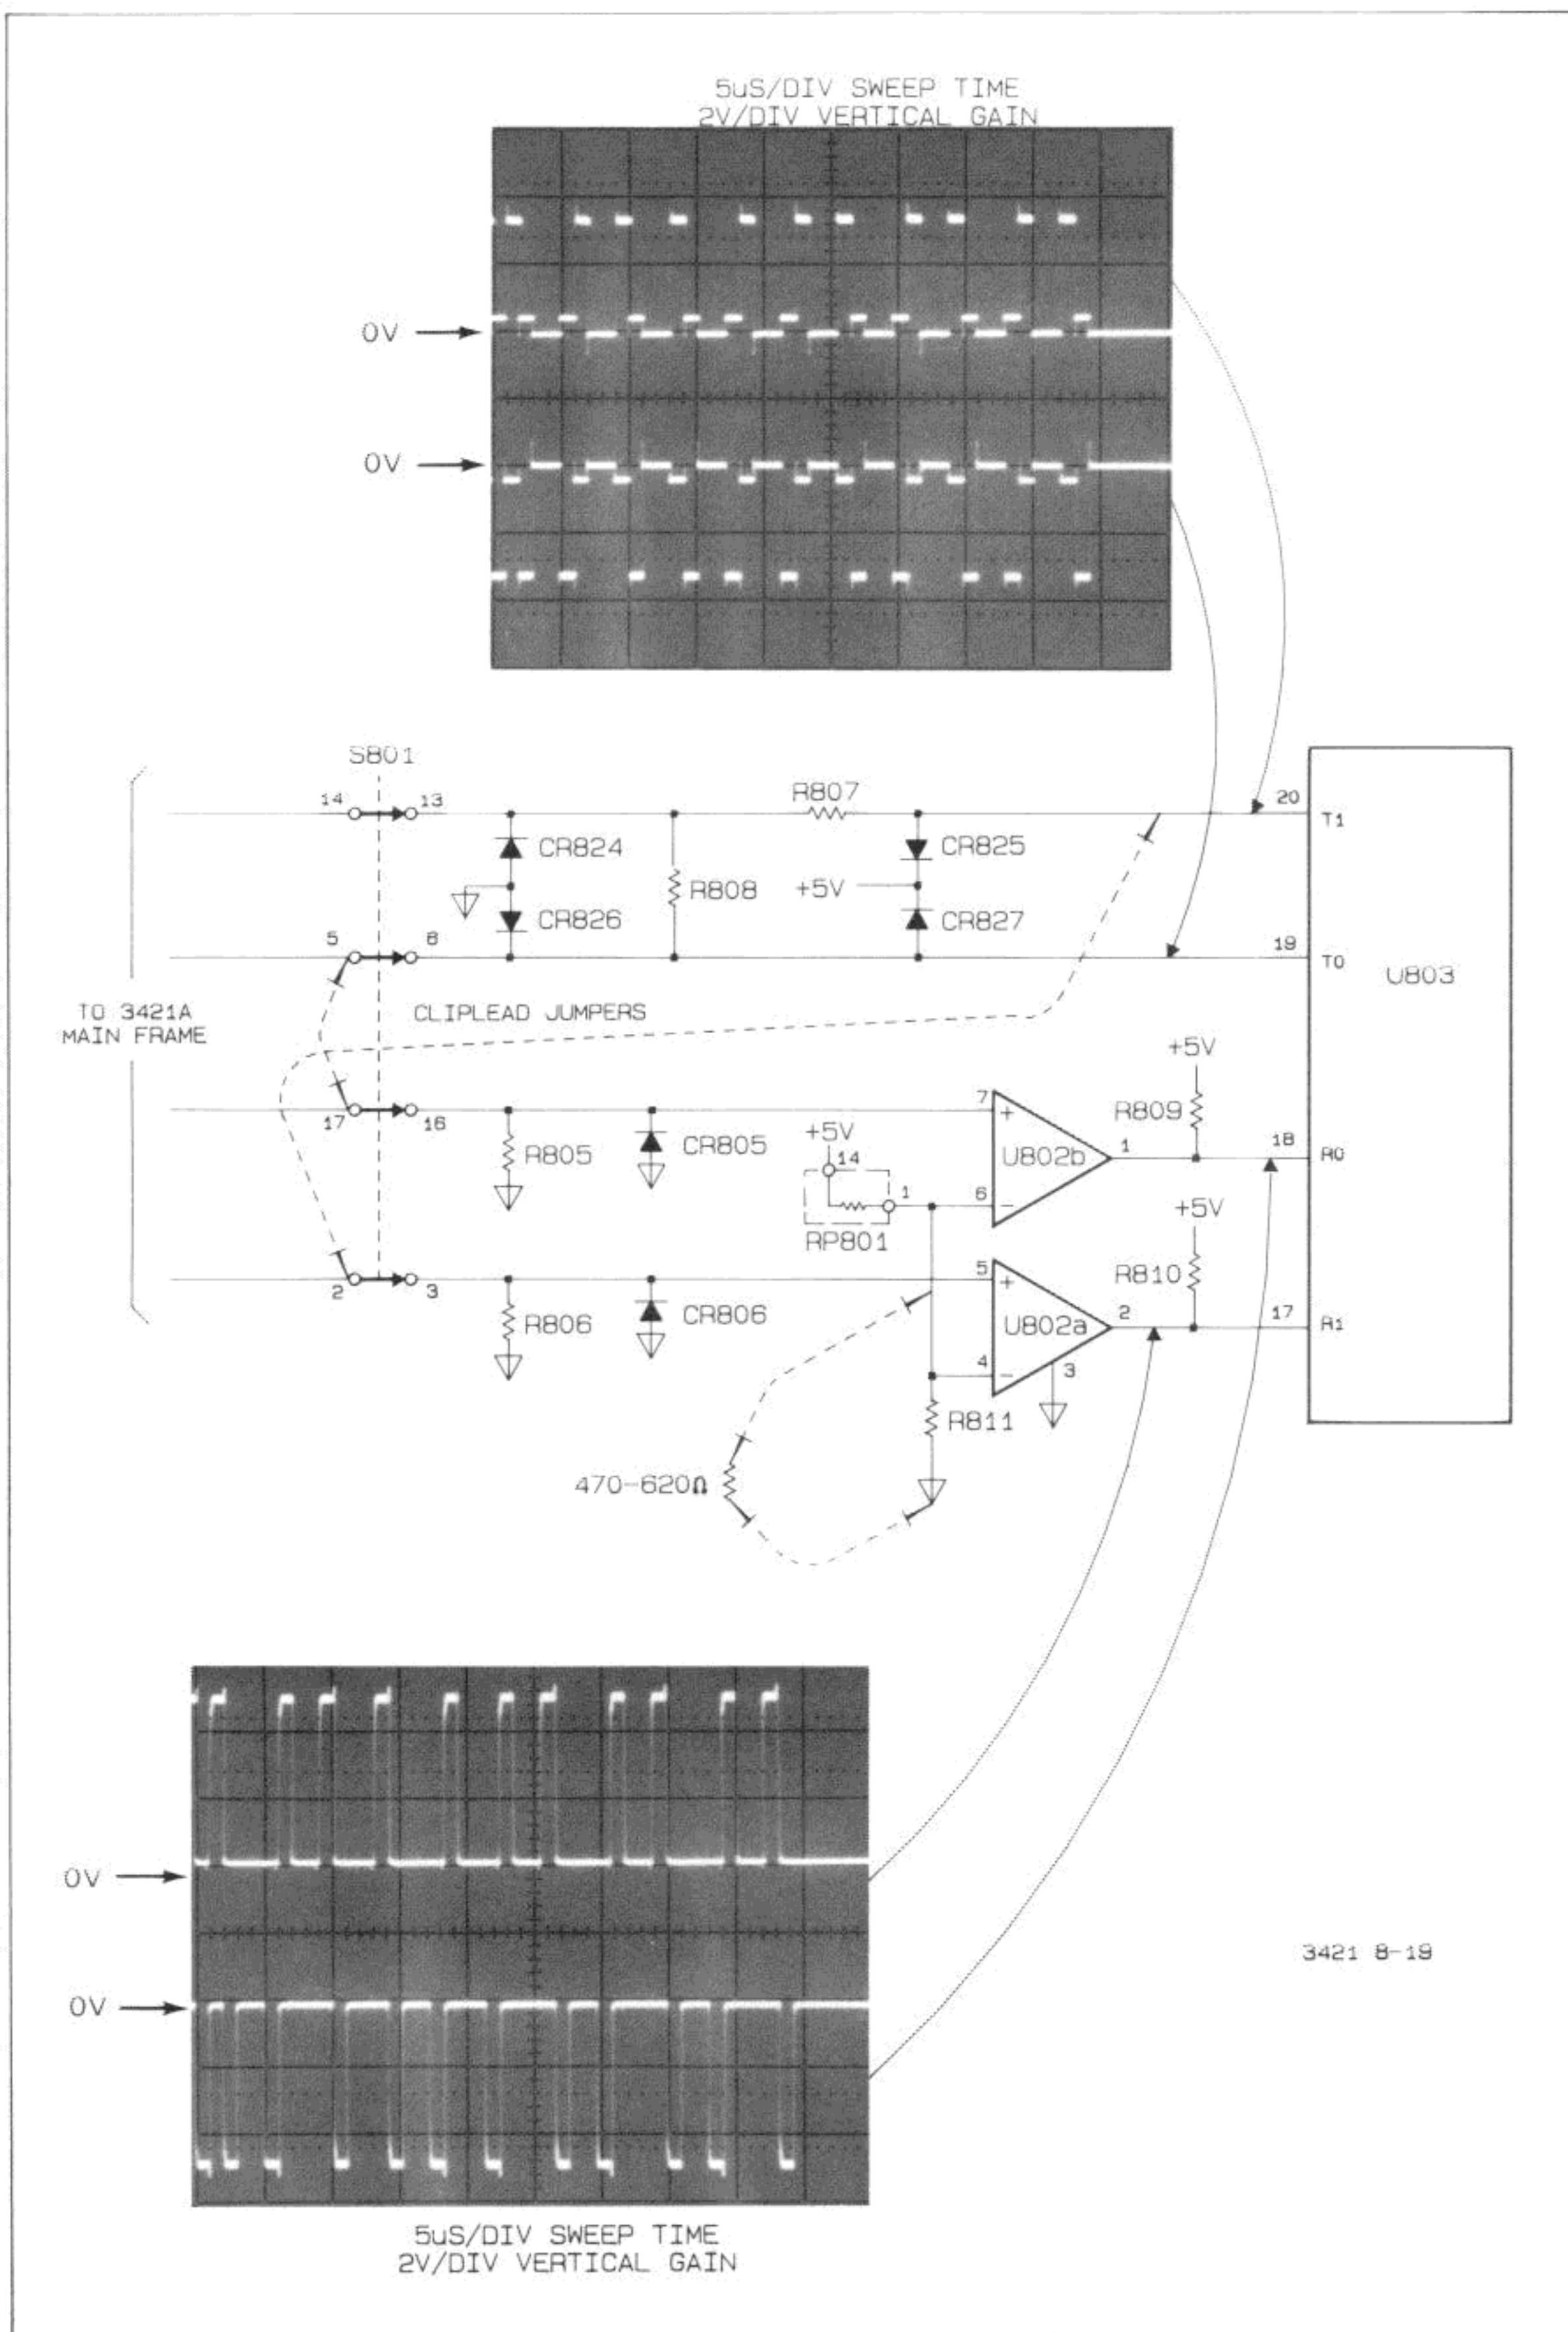 5uS/DIV SWEEP TIME
2V/DIV VERTICAL GAIN
0V
0V
S801
14
13
R807
20
T1
CR824
CR825
R808
+5V
CR826
CR827
5
8
19
T0
U803
TO 3421A
MAIN FRAME
CLIPLEAD JUMPERS
+5V
17
16
7
+
R809
R805
CR805
+5V
14
U802b
1
18
R0
1
6
-
+5V
RP801
2
3
5
+
R810
R806
CR806
U802a
2
17
R1
4
-
3
R811
470-620Ω
0V
3421 8-19
0V
5uS/DIV SWEEP TIME
2V/DIV VERTICAL GAIN